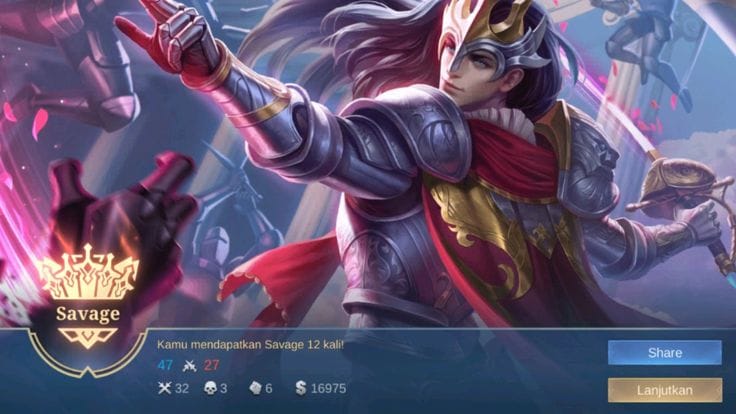 Savage
Kamu mendapatkan Savage 12 kali!
47 27
32 3 6 16975
Share
Lanjutkan